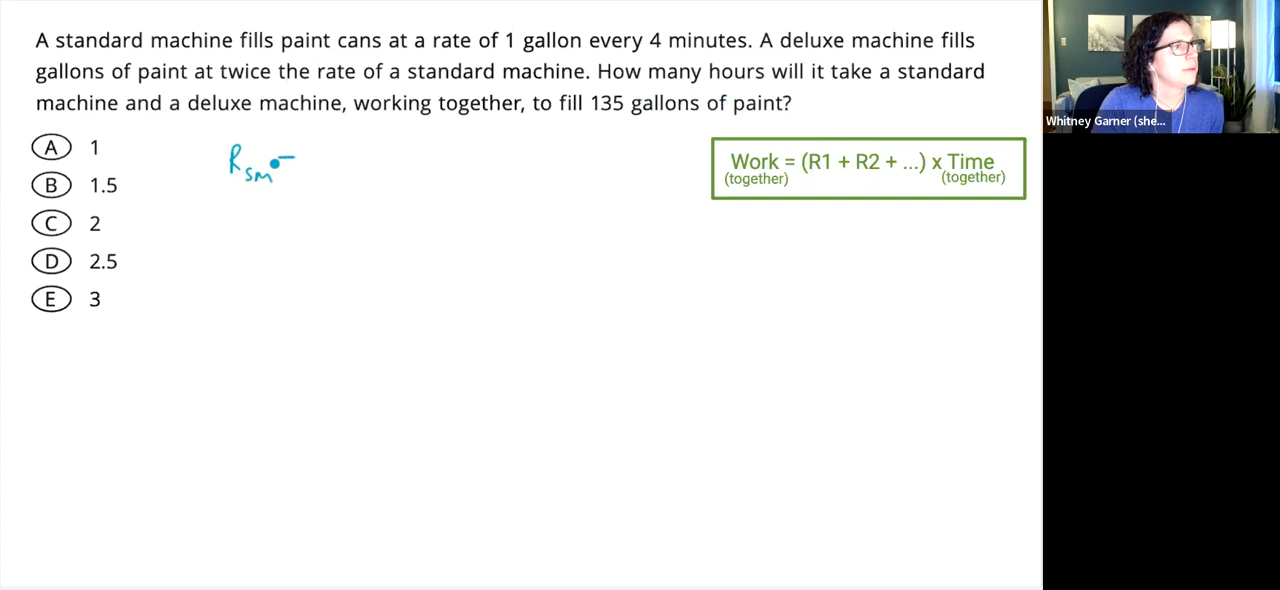 A standard machine fills paint cans at a rate of 1 gallon every 4 minutes. A deluxe machine fills
gallons of paint at twice the rate of a standard machine. How many hours will it take a standard
machine and a deluxe machine, working together, to fill 135 gallons of paint?
A 1
B 1.5
C 2
D 2.5
E 3
R SM
Work = (R1 + R2 + ...) x Time
(together) (together)
Whitney Garner (she...